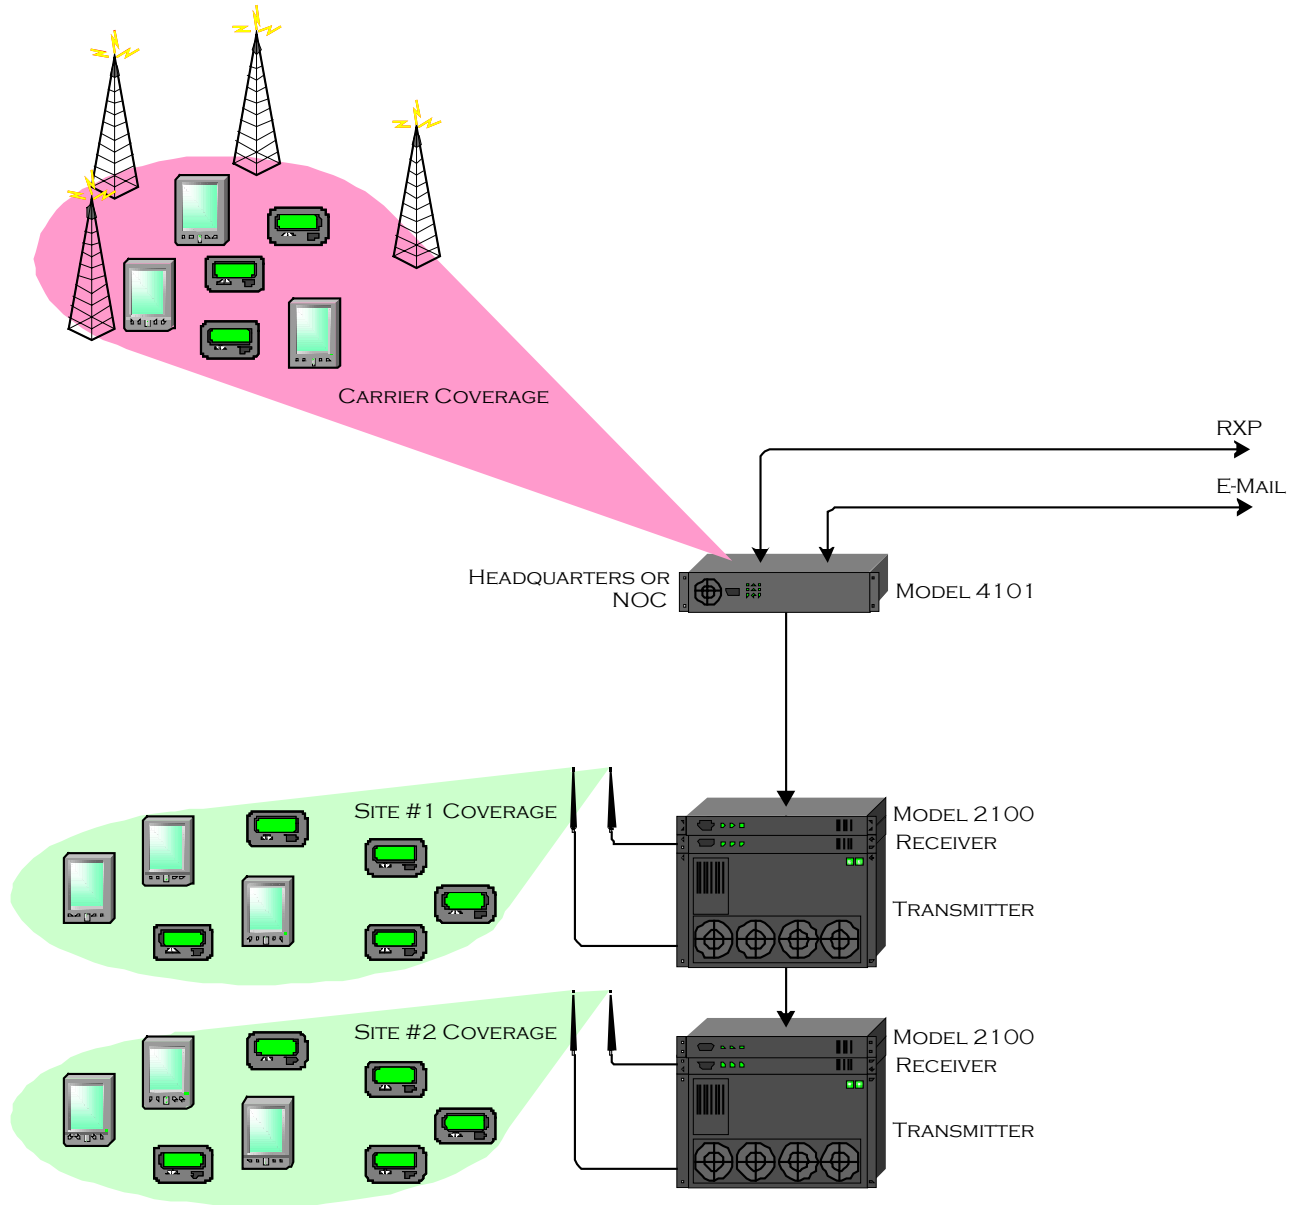 Carrier Coverage
RXP
E-Mail
Headquarters or
NOC
Model 4101
Site #1 Coverage
Model 2100
Receiver
Transmitter
Site #2 Coverage
Model 2100
Receiver
Transmitter